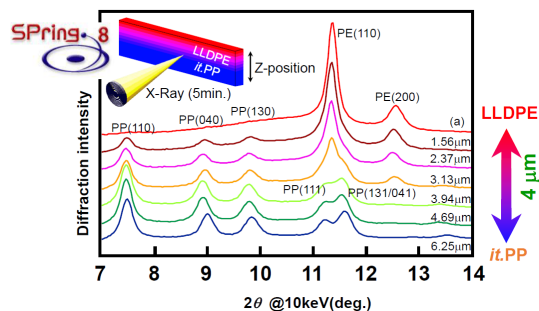 SPring-8
LLDPE
it.PP
X-Ray (5min.)
Z-position
PE(110)
PE(200)
PP(110)
PP(040)
PP(130)
PP(111)
PP(131/041)
(a)
1.56μm
2.37μm
3.13μm
3.94μm
4.69μm
6.25μm
Diffraction intensity
7 8 9 10 11 12 13 14
2θ @10keV(deg.)
LLDPE
4 μm
it.PP